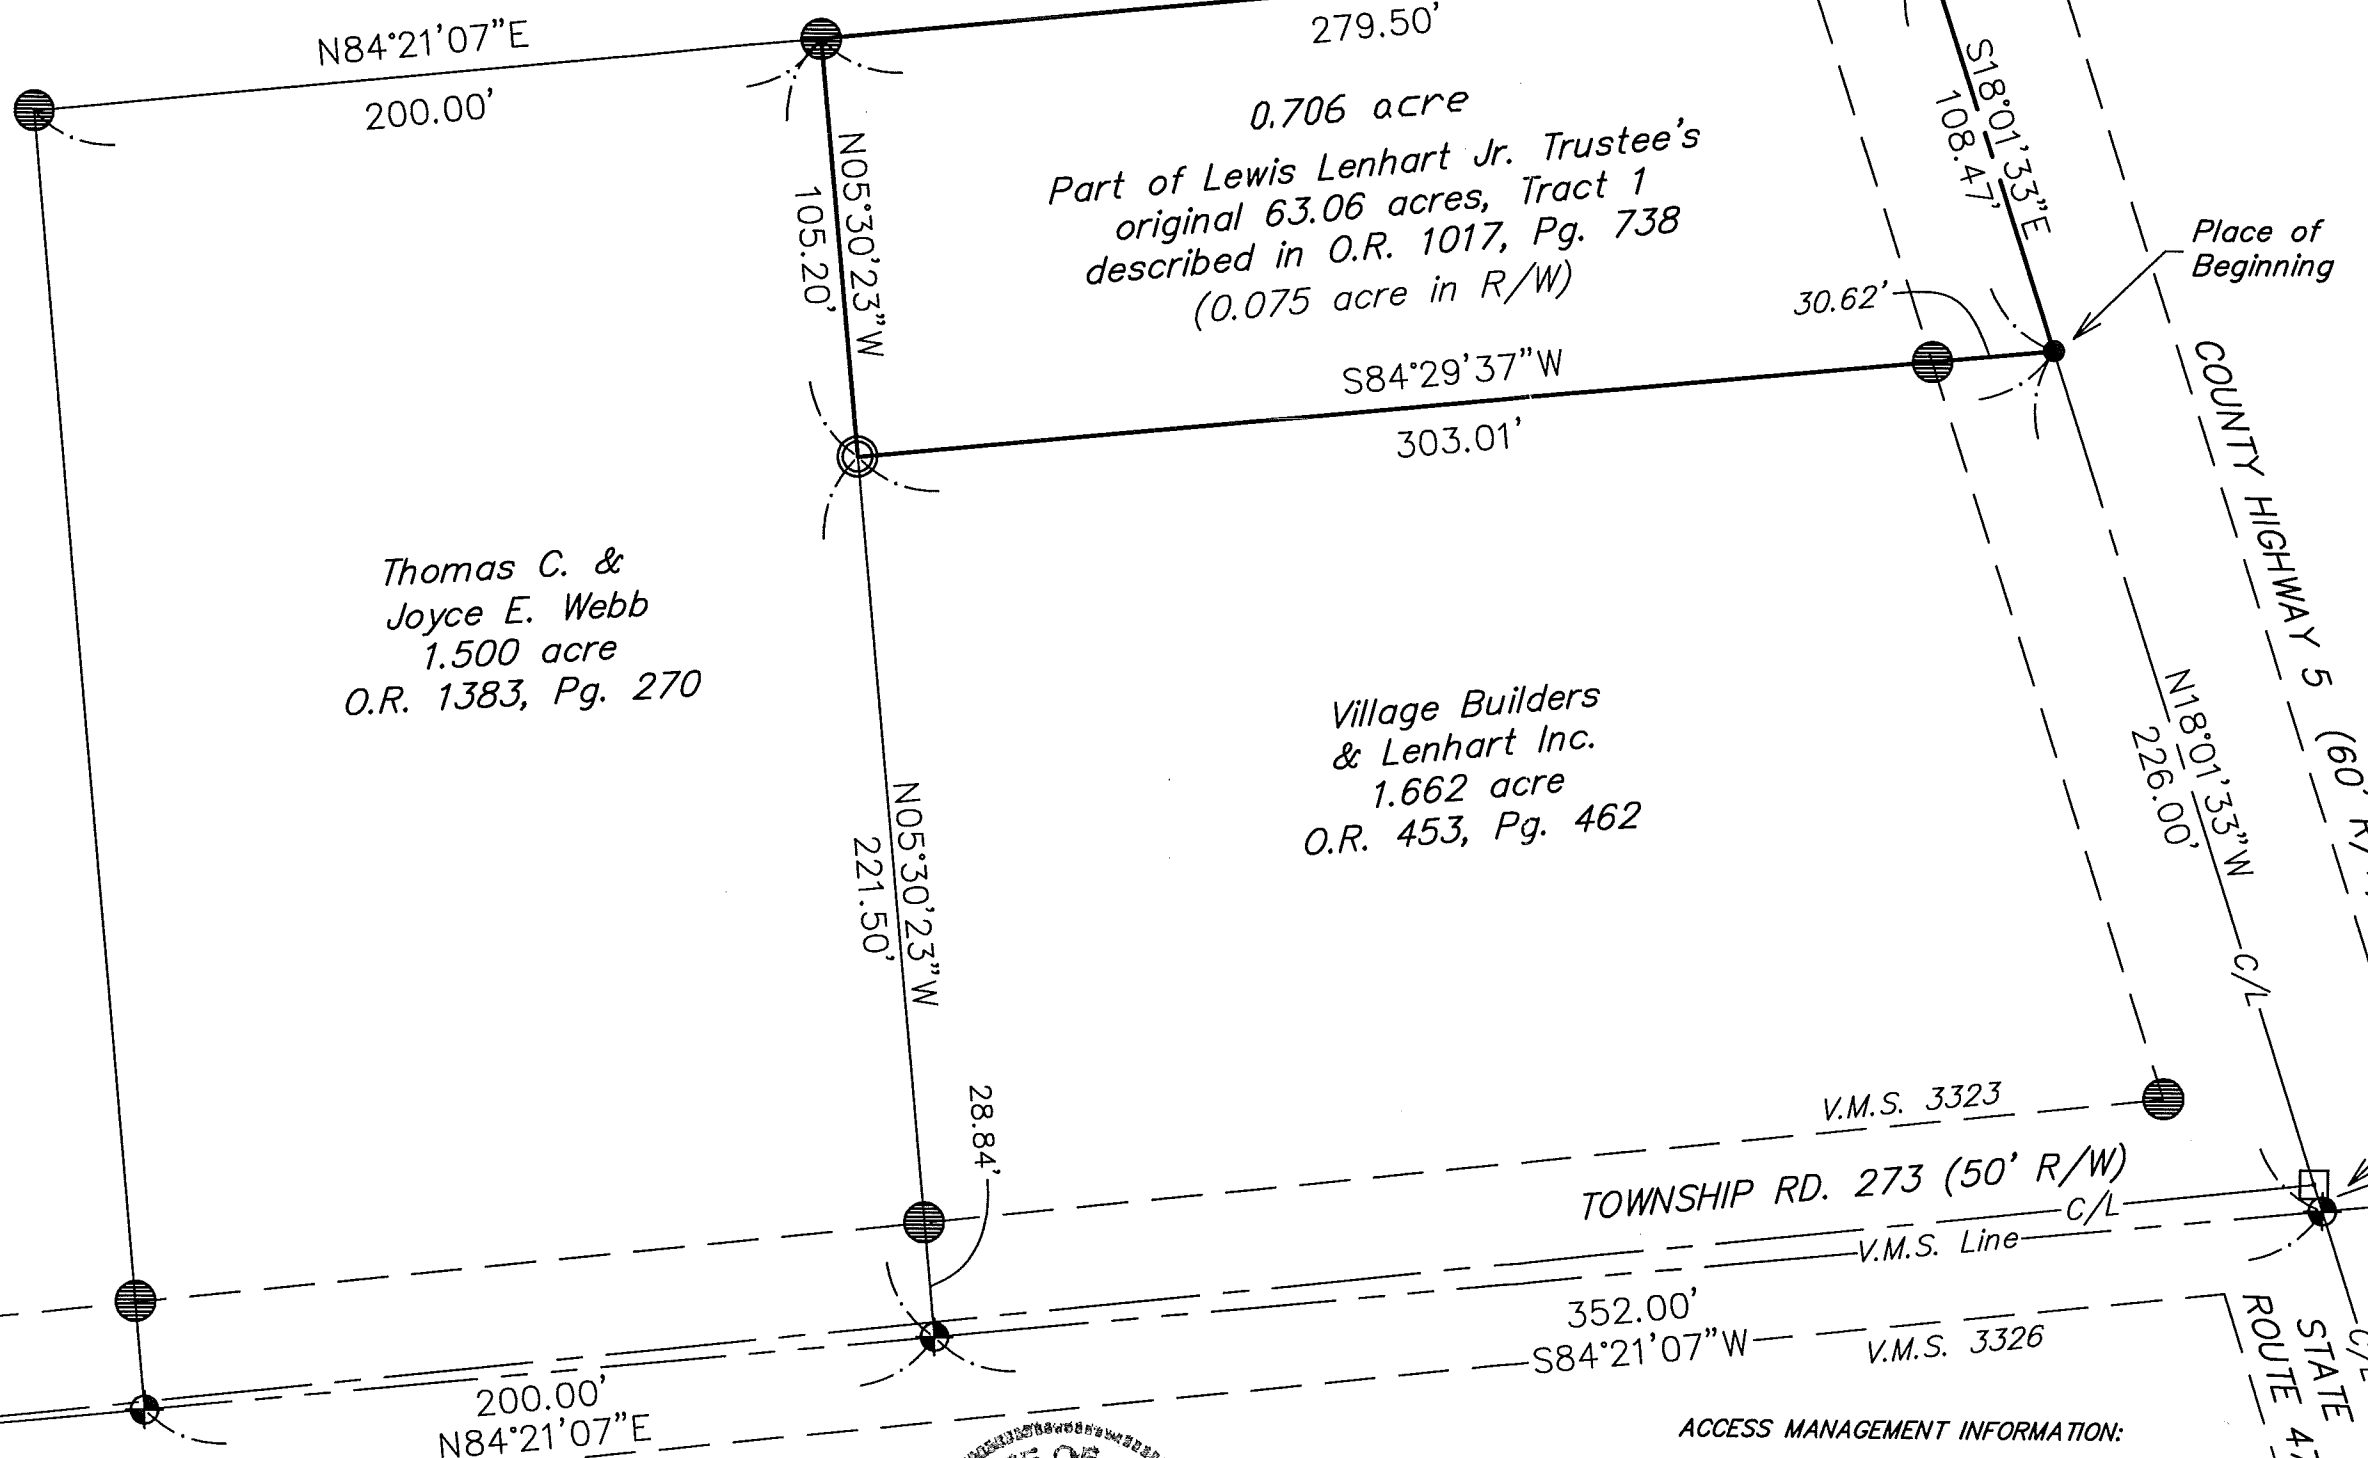 N84°21'07"E
200.00'
279.50'
0.706 acre
Part of Lewis Lenhart Jr. Trustee's
original 63.06 acres, Tract 1
described in O.R. 1017, Pg. 738
(0.075 acre in R/W)
N05°30'23"W
105.20'
S18°01'33"E
108.47'
Place of
Beginning
30.62'
S84°29'37"W
303.01'
COUNTY HIGHWAY 5 (60'
Thomas C. &
Joyce E. Webb
1.500 acre
O.R. 1383, Pg. 270
Village Builders
& Lenhart Inc.
1.662 acre
O.R. 453, Pg. 462
N05°30'23"W
221.50'
N18°01'33"W
226.00'
C/L
28.84'
V.M.S. 3323
TOWNSHIP RD. 273 (50' R/W)
C/L
V.M.S. Line
352.00'
S84°21'07"W
V.M.S. 3326
200.00'
N84°21'07"E
STATE
ROUTE
C/L
ACCESS MANAGEMENT INFORMATION: